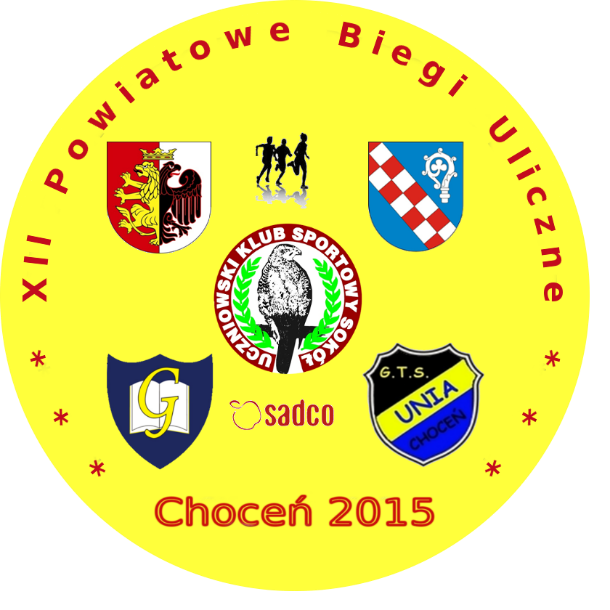 XII Powiatowe Biegi Uliczne
UCZNIOWSKI KLUB SPORTOWY SOKÓŁ
G
sadco
G.T.S.
UNIA
CHOCEŃ
* * * * * *
Choceń 2015